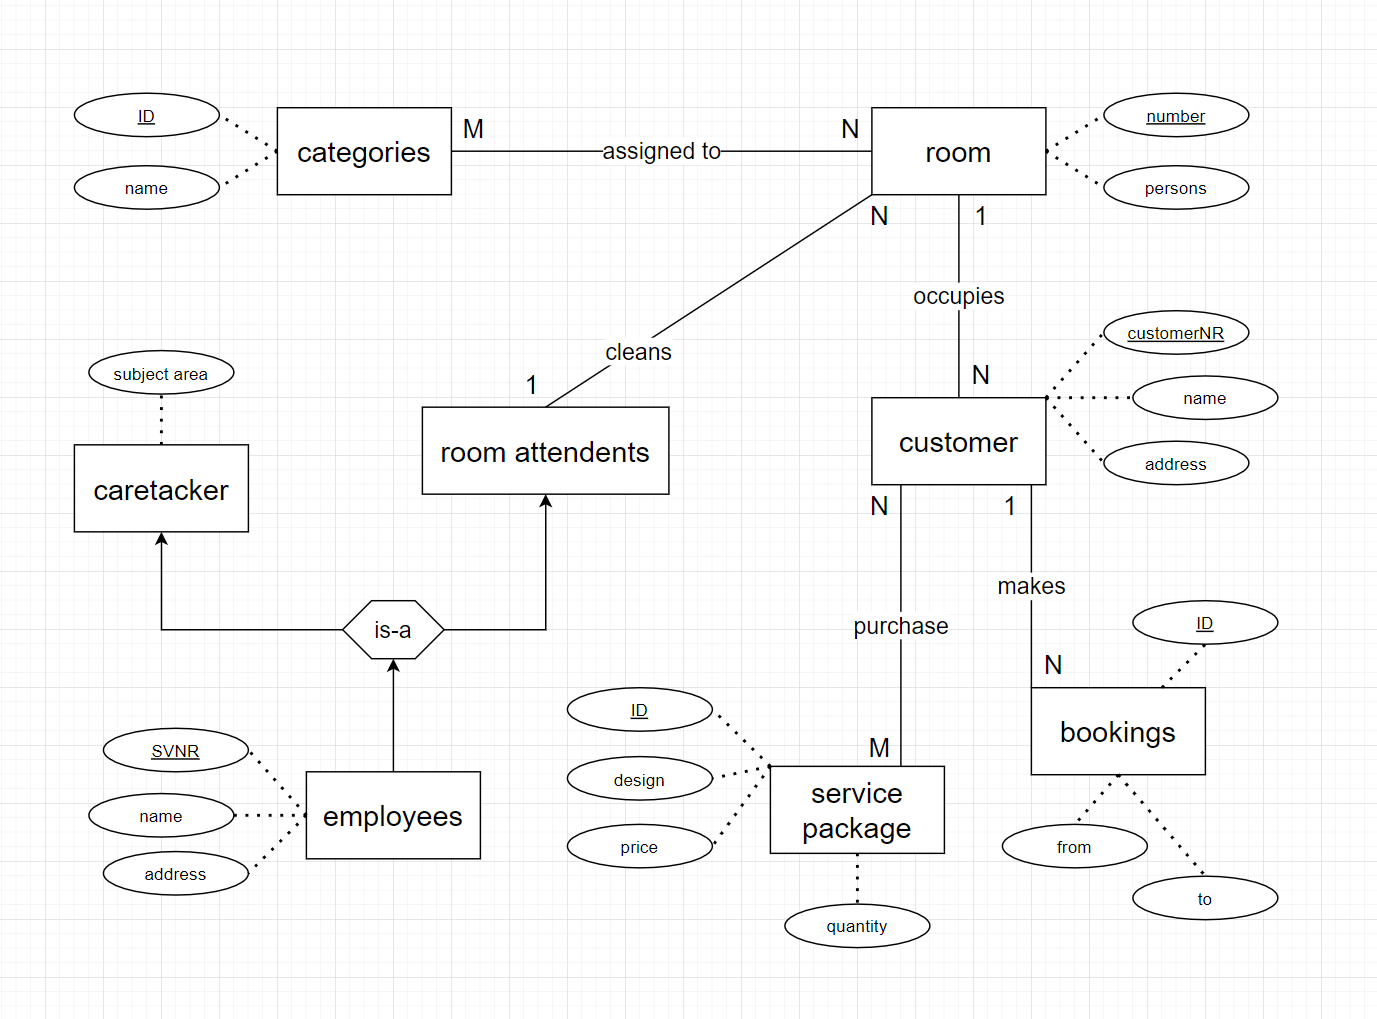 ID
name
categories
M
assigned to
N
room
number
persons
N
1
occupies
cleans
1
N
customerNR
name
address
subject area
caretacker
room attendents
customer
N
1
is-a
purchase
makes
M
N
ID
SVNR
name
address
employees
ID
design
price
service
package
quantity
bookings
from
to